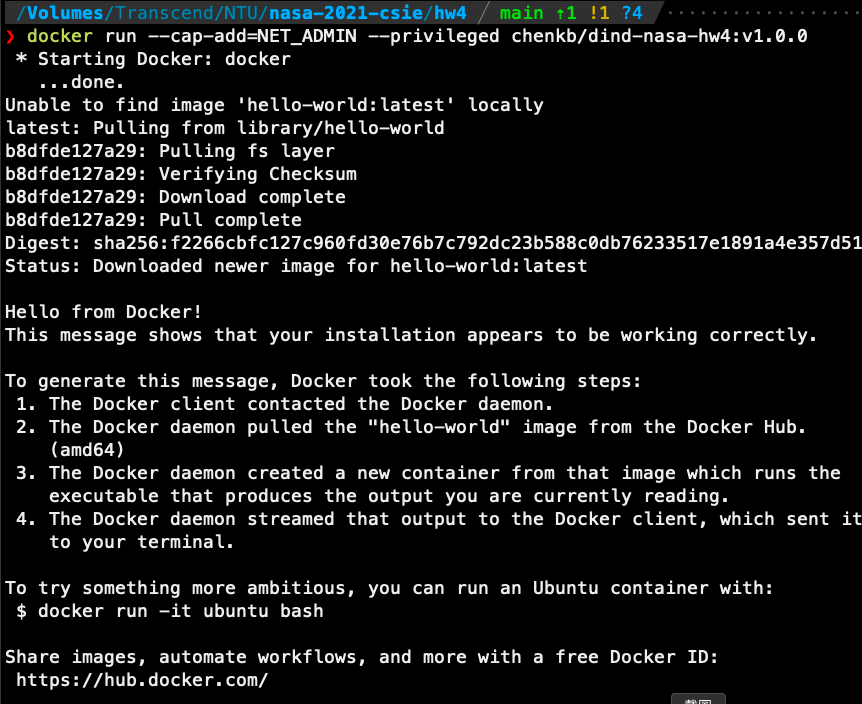 /Volumes/Transcend/NTU/nasa-2021-csie/hw4 main ⇡1 !1 ?4
❯ docker run --cap-add=NET_ADMIN --privileged chenkb/dind-nasa-hw4:v1.0.0
* Starting Docker: docker
...done.
Unable to find image 'hello-world:latest' locally
latest: Pulling from library/hello-world
b8dfde127a29: Pulling fs layer
b8dfde127a29: Verifying Checksum
b8dfde127a29: Download complete
b8dfde127a29: Pull complete
Digest: sha256:f2266cbfc127c960fd30e76b7c792dc23b588c0db76233517e1891a4e357d51
Status: Downloaded newer image for hello-world:latest
Hello from Docker!
This message shows that your installation appears to be working correctly.
To generate this message, Docker took the following steps:
1. The Docker client contacted the Docker daemon.
2. The Docker daemon pulled the "hello-world" image from the Docker Hub.
(amd64)
3. The Docker daemon created a new container from that image which runs the
executable that produces the output you are currently reading.
4. The Docker daemon streamed that output to the Docker client, which sent it
to your terminal.
To try something more ambitious, you can run an Ubuntu container with:
$ docker run -it ubuntu bash
Share images, automate workflows, and more with a free Docker ID:
https://hub.docker.com/